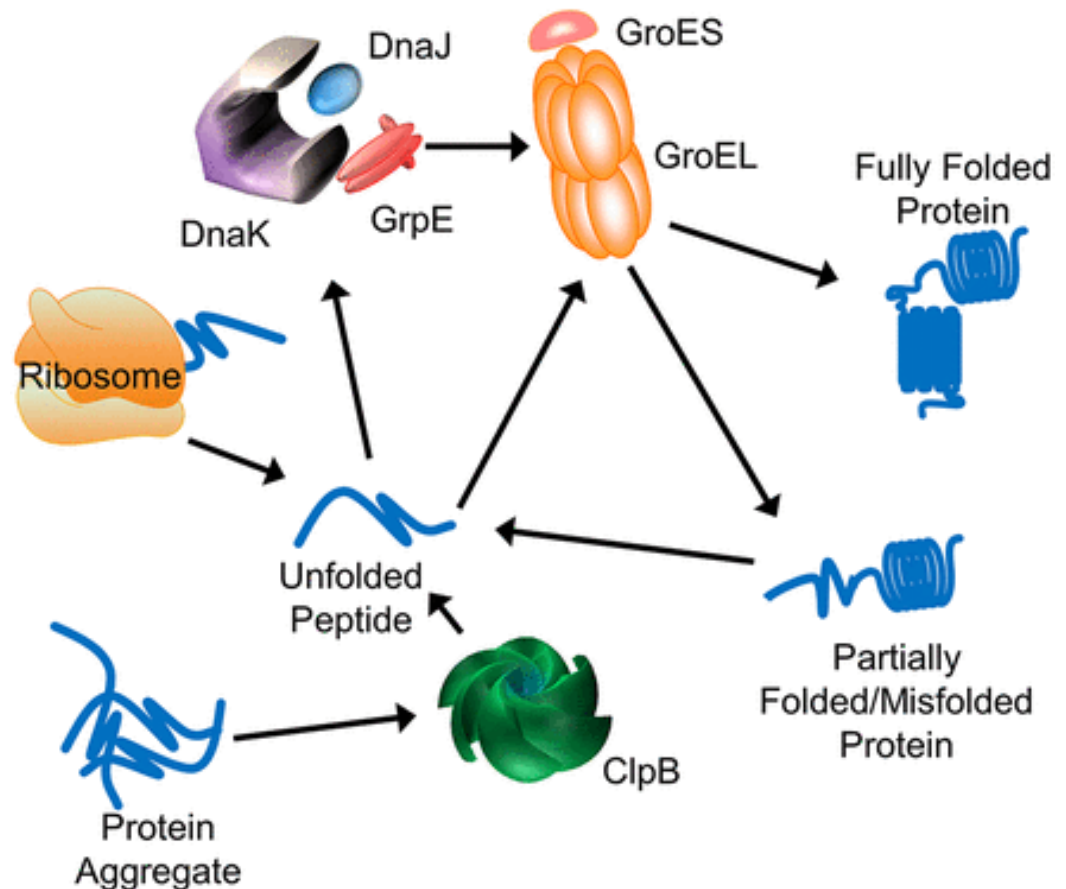 DnaJ
GroES
GroEL
GrpE
DnaK
Fully Folded
Protein
Ribosome
Unfolded
Peptide
Partially
Folded/Misfolded
Protein
ClpB
Protein
Aggregate